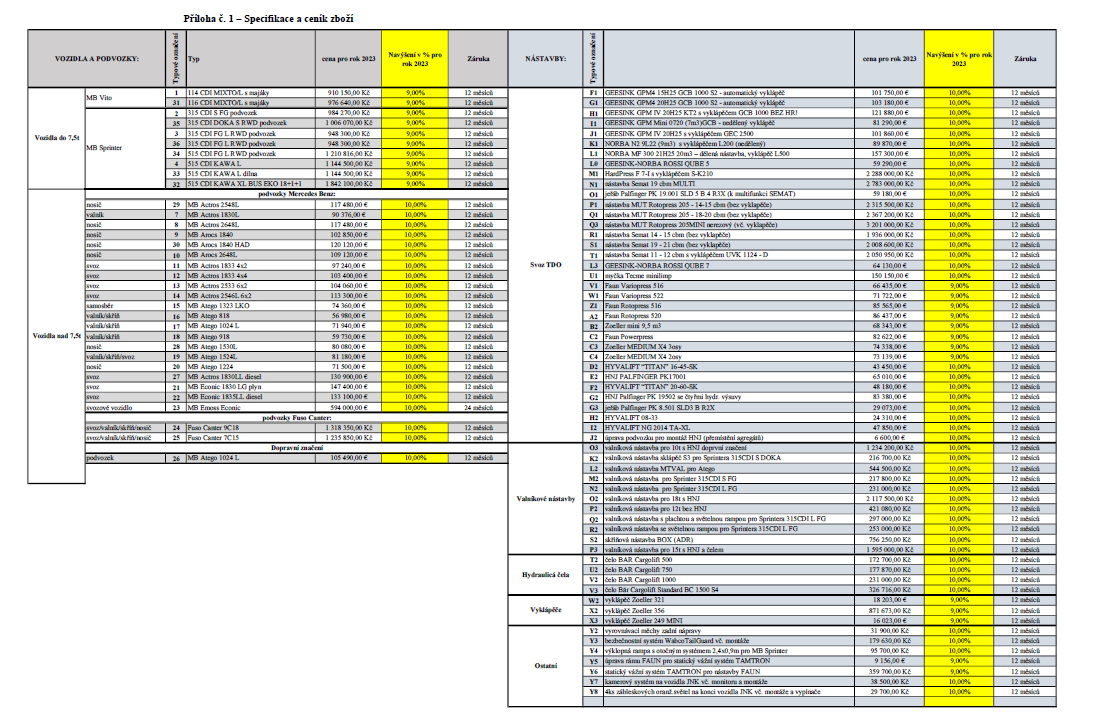 Příloha č. 1 – Specifikace a ceník zboží
VOZIDLA A PODVOZKY: Typové označení Typ cena pro rok 2023 Navýšení v % pro rok 2023 Záruka
MB Vito
1 114 CDI MIXTO/L s majáky 910 150,00 Kč 9,00% 12 měsíců
31 116 CDI MIXTO/L s majáky 976 640,00 Kč 9,00% 12 měsíců
Vozidla do 7,5t
MB Sprinter
2 315 CDI S FG podvozek 984 270,00 Kč 9,00% 12 měsíců
35 315 CDI DOKA S RWD podvozek 1 006 070,00 Kč 9,00% 12 měsíců
3 315 CDI FG L RWD podvozek 948 300,00 Kč 9,00% 12 měsíců
36 315 CDI FG L RWD podvozek 948 300,00 Kč 9,00% 12 měsíců
34 515 CDI FG L RWD podvozek 1 210 816,00 Kč 9,00% 12 měsíců
4 515 CDI KAWA L 1 144 500,00 Kč 9,00% 12 měsíců
33 515 CDI KAWA L dílna 1 144 500,00 Kč 9,00% 12 měsíců
32 515 CDI KAWA XL BUS EKO 18+1+1 1 842 100,00 Kč 9,00% 12 měsíců
Vozidla nad 7,5t
podvozky Mercedes Benz:
nosič 29 MB Actros 2548L 117 480,00 € 10,00% 12 měsíců
valník 7 MB Actros 1830L 90 376,00 € 10,00% 12 měsíců
nosič 8 MB Actros 2648L 117 480,00 € 10,00% 12 měsíců
nosič 9 MB Arocs 1840 102 850,00 € 10,00% 12 měsíců
nosič 30 MB Arocs 1840 HAD 120 120,00 € 10,00% 12 měsíců
nosič 10 MB Arocs 2648L 109 120,00 € 10,00% 12 měsíců
svoz 11 MB Actros 1833 4x2 97 240,00 € 10,00% 12 měsíců
svoz 12 MB Actros 1833 4x4 103 400,00 € 10,00% 12 měsíců
svoz 13 MB Actros 2533 6x2 104 060,00 € 10,00% 12 měsíců
svoz 14 MB Actros 2546L 6x2 113 300,00 € 10,00% 12 měsíců
samosběr 15 MB Atego 1323 LKO 74 360,00 € 10,00% 12 měsíců
valník/skříň 16 MB Atego 818 56 980,00 € 10,00% 12 měsíců
valník/skříň 17 MB Atego 1024 L 71 940,00 € 10,00% 12 měsíců
valník/skříň 18 MB Atego 918 59 730,00 € 10,00% 12 měsíců
nosič 28 MB Atego 1530L 80 080,00 € 10,00% 12 měsíců
valník/skříň/svoz 19 MB Atego 1524L 81 180,00 € 10,00% 12 měsíců
nosič 20 MB Atego 1224 71 500,00 € 10,00% 12 měsíců
svoz 27 MB Actros 1830LL diesel 130 900,00 € 10,00% 12 měsíců
svoz 21 MB Econic 1830 LG plyn 147 400,00 € 10,00% 12 měsíců
svoz 22 MB Econic 1835LL diesel 133 100,00 € 10,00% 12 měsíců
svozové vozidlo 23 MB Emoss Econic 594 000,00 € 10,00% 24 měsíců
podvozky Fuso Canter:
svoz/valník/skříň/nosič 24 Fuso Canter 9C18 1 318 350,00 Kč 10,00% 12 měsíců
svoz/valník/skříň/nosič 25 Fuso Canter 7C15 1 235 850,00 Kč 10,00% 12 měsíců
Dopravní značení
podvozek 26 MB Atego 1024 L 105 490,00 € 10,00% 12 měsíců
NÁSTAVBY: Typové označení cena pro rok 2023 Navýšení v % pro rok 2023 Záruka
Svoz TDO
F1 GEESINK GPM4 15H25 GCB 1000 S2 - automatický vyklápěč 101 750,00 € 10,00% 12 měsíců
G1 GEESINK GPM4 20H25 GCB 1000 S2 - automatický vyklápěč 103 180,00 € 10,00% 12 měsíců
H1 GEESINK GPM IV 20H25 KT2 s vyklápěčem GCB 1000 BEZ HR! 121 880,00 € 10,00% 12 měsíců
I1 GEESINK GPM Mini 0720 (7m3)GCB - nedělený vyklápěč 81 290,00 € 10,00% 12 měsíců
J1 GEESINK GPM IV 20H25 s vyklápěčem GEC 2500 101 860,00 € 10,00% 12 měsíců
K1 NORBA N2 9L22 (9m3) s vyklápěčem L200 (nedělený) 89 870,00 € 10,00% 12 měsíců
L1 NORBA MF 300 21H25 20m3 – dělená nástavba, vyklápěč L500 157 300,00 € 10,00% 12 měsíců
L0 GEESINK-NORBA ROSSI QUBE 5 59 290,00 € 10,00% 12 měsíců
M1 HardPress F 7-I s vyklápěčem S-K210 2 288 000,00 Kč 10,00% 12 měsíců
N1 nástavba Semat 19 cbm MULTI 2 783 000,00 Kč 10,00% 12 měsíců
O1 jeřáb Palfinger PK 19.001 SLD 5 B 4 R3X (k multifunkci SEMAT) 59 180,00 € 10,00% 12 měsíců
P1 nástavba MUT Rotopress 205 - 14-15 cbm (bez vyklapěče) 2 315 500,00 Kč 10,00% 12 měsíců
Q1 nástavba MUT Rotopress 205 - 18-20 cbm (bez vyklapěče) 2 367 200,00 Kč 10,00% 12 měsíců
Q3 nástavba MUT Rotopress 205MINI nerezový (vč. vyklapěče) 3 201 000,00 Kč 10,00% 12 měsíců
R1 nástavba Semat 14 - 15 cbm (bez vyklapěče) 1 936 000,00 Kč 10,00% 12 měsíců
S1 nástavba Semat 19 - 21 cbm (bez vyklapěče) 2 008 600,00 Kč 10,00% 12 měsíců
T1 nástavba Semat 11 - 12 cbm s vyklápěčem UVK 1124 - D 2 050 950,00 Kč 10,00% 12 měsíců
L3 GEESINK-NORBA ROSSI QUBE 7 64 130,00 € 10,00% 12 měsíců
U1 myčka Tecme minilimp 150 150,00 € 10,00% 12 měsíců
V1 Faun Variopress 516 66 435,00 € 9,00% 12 měsíců
W1 Faun Variopress 522 71 722,00 € 9,00% 12 měsíců
Z1 Faun Rotopress 516 85 565,00 € 9,00% 12 měsíců
A2 Faun Rotopress 520 86 437,00 € 9,00% 12 měsíců
B2 Zoeller mini 9,5 m3 68 343,00 € 9,00% 12 měsíců
C2 Faun Powerpress 82 622,00 € 9,00% 12 měsíců
C3 Zoeller MEDIUM X4 3osy 74 338,00 € 9,00% 12 měsíců
C4 Zoeller MEDIUM X4 2osy 73 139,00 € 9,00% 12 měsíců
D2 HYVALIFT “TITAN” 16-45-SK 43 450,00 € 10,00% 12 měsíců
E2 HNJ PALFINGER PK17001 65 010,00 € 10,00% 12 měsíců
F2 HYVALIFT “TITAN” 20-60-SK 48 180,00 € 10,00% 12 měsíců
G2 HNJ Palfinger PK 19502 se čtyřmi hydr. výsuvy 83 380,00 € 10,00% 12 měsíců
G3 jeřáb Palfinger PK 8.501 SLD3 B R2X 29 073,00 € 10,00% 12 měsíců
H2 HYVALIFT 08-33 24 310,00 € 10,00% 12 měsíců
I2 HYVALIFT NG 2014 TA-XL 47 850,00 € 10,00% 12 měsíců
J2 úprava podvozku pro montáž HNJ (přemístění agregátů) 6 600,00 € 10,00% 12 měsíců
Valníkové nástavby
O3 valníková nástavba pro 10t s HNJ doprvní značení 1 234 200,00 Kč 10,00% 12 měsíců
K2 valníková nástavba sklápěč S3 pro Sprinters 315CDI S DOKA 216 700,00 Kč 10,00% 12 měsíců
L2 valníková nástavba MTVAL pro Atego 544 500,00 Kč 10,00% 12 měsíců
M2 valníková nástavba pro Sprinter 315CDI S FG 217 800,00 Kč 10,00% 12 měsíců
N2 valníková nástavba pro Sprinter 315CDI L FG 231 000,00 Kč 10,00% 12 měsíců
O2 valníková nástavba pro 18t s HNJ 2 117 500,00 Kč 10,00% 12 měsíců
P2 valníková nástavba pro 12t bez HNJ 421 080,00 Kč 10,00% 12 měsíců
Q2 valníková nástavba s plachtou a světelnou rampou pro Sprinters 315CDI L FG 297 000,00 Kč 10,00% 12 měsíců
R2 valníková nástavba se světelnou rampou pro Sprinters 315CDI L FG 253 000,00 Kč 10,00% 12 měsíců
S2 skříňová nástavba BOX (ADR) 756 250,00 Kč 10,00% 12 měsíců
P3 valníková nástavba pro 15t s HNJ a čelem 1 595 000,00 Kč 10,00% 12 měsíců
Hydraulická čela
T2 čelo BAR Cargolift 500 172 700,00 Kč 10,00% 12 měsíců
U2 čelo BAR Cargolift 750 177 870,00 Kč 10,00% 12 měsíců
V2 čelo BAR Cargolift 1000 231 000,00 Kč 10,00% 12 měsíců
V3 čelo Bär Cargolift Standard BC 1500 S4 326 716,00 Kč 10,00% 12 měsíců
Vyklápěče
W2 vyklápěč Zoeller 321 18 203,00 € 9,00% 12 měsíců
X2 vyklápěč Zoeller 356 871 673,00 Kč 9,00% 12 měsíců
X3 vyklápěč Zoeller 249 MINI 16 023,00 € 9,00% 12 měsíců
Ostatní
Y2 vyrovnávací měchy zadní nápravy 31 900,00 Kč 10,00% 12 měsíců
Y3 bezpečnostní systém WabcoTailGuard vč. montáže 179 630,00 Kč 10,00% 12 měsíců
Y4 výklopná rampa s otočným systémem 2,4x0,9m pro MB Sprinter 95 700,00 Kč 10,00% 12 měsíců
Y5 úprava rámu FAUN pro statický vážní systém TAMTRON 9 156,00 € 9,00% 12 měsíců
Y6 statický vážní systém TAMTRON pro nástavby FAUN 359 700,00 Kč 9,00% 12 měsíců
Y7 kamerový systém na vozidla JNK vč. monitoru a montáže 38 500,00 Kč 10,00% 12 měsíců
Y8 4ks zábleskových oranž.světel na konci vozidla JNK vč. montáže a vypínače 29 700,00 Kč 10,00% 12 měsíců